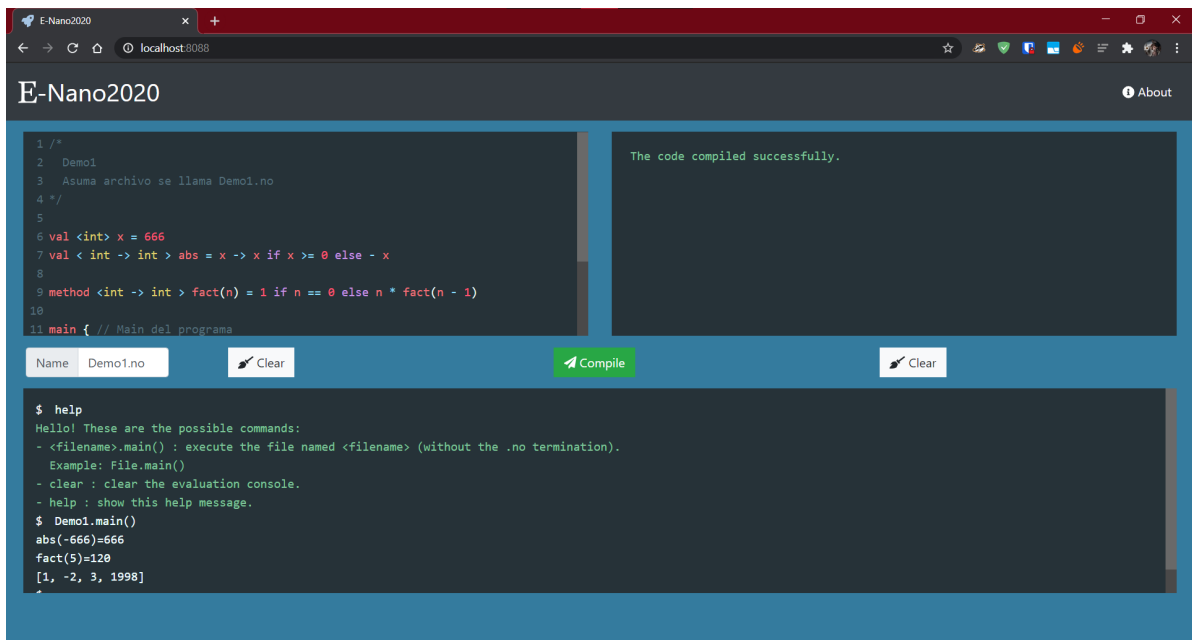 E-Nano2020
localhost:8088
E-Nano2020
About
1 /*
2   Demo1
3   Asuma archivo se llama Demo1.no
4 */
5
6 val <int> x = 666
7 val < int -> int > abs = x -> x if x >= 0 else - x
8
9 method <int -> int > fact(n) = 1 if n == 0 else n * fact(n - 1)
10
11 main { // Main del programa
The code compiled successfully.
Name Demo1.no
Clear
Compile
Clear
$ help
Hello! These are the possible commands:
- <filename>.main() : execute the file named <filename> (without the .no termination).
  Example: File.main()
- clear : clear the evaluation console.
- help : show this help message.
$ Demo1.main()
abs(-666)=666
fact(5)=120
[1, -2, 3, 1998]
$